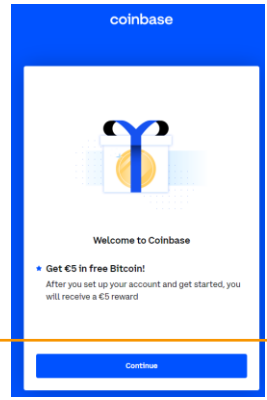 coinbase
Welcome to Coinbase
Get €5 in free Bitcoin!
After you set up your account and get started, you
will receive a €5 reward
Continue